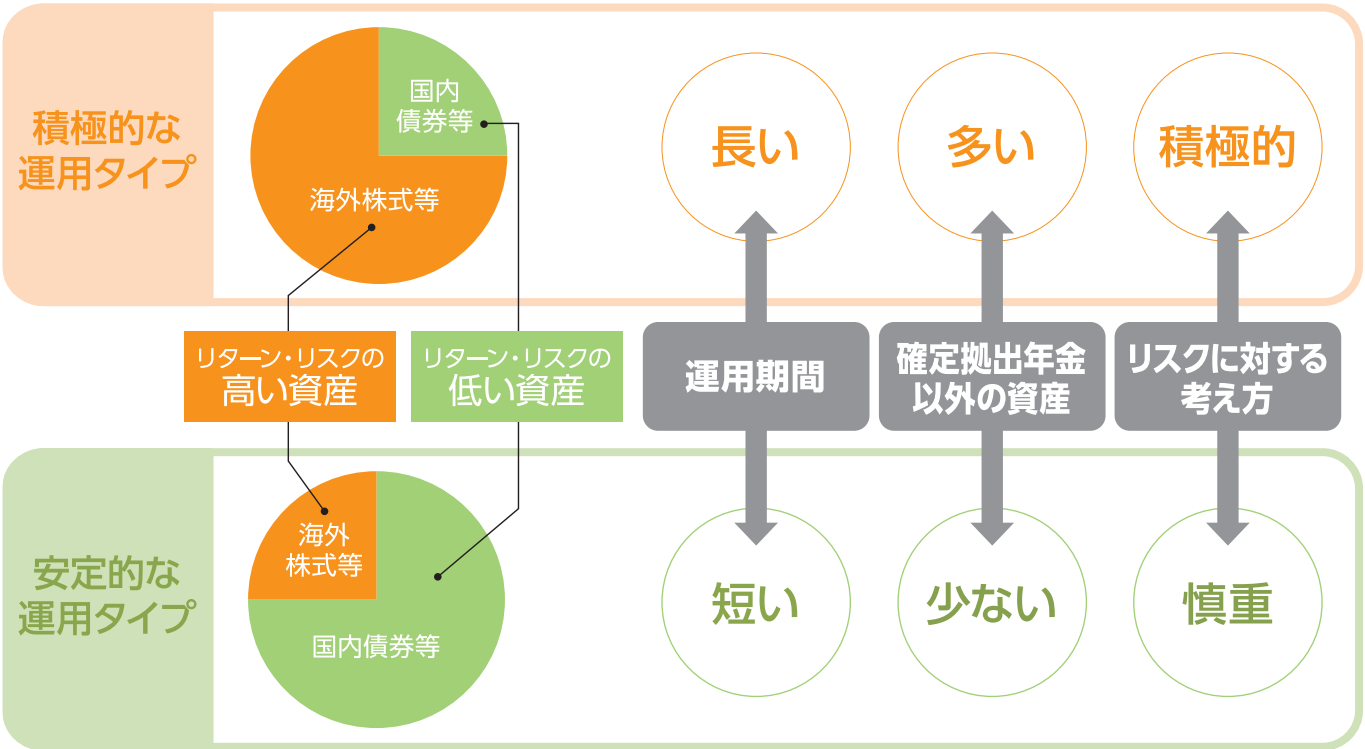 積極的な
運用タイプ
国内
債券等
海外株式等
長い
多い
積極的
リターン・リスクの
高い資産
リターン・リスクの
低い資産
運用期間
確定拠出年金
以外の資産
リスクに対する
考え方
安定的な
運用タイプ
海外
株式等
国内債券等
短い
少ない
慎重